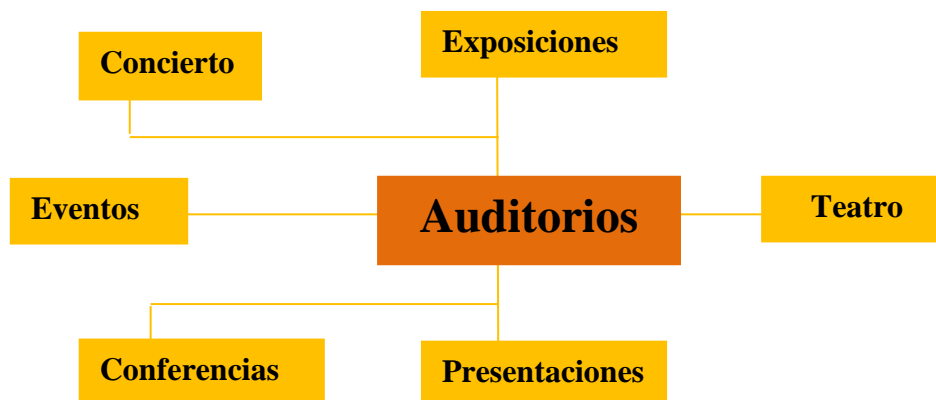 Concierto
Exposiciones
Eventos
Auditorios
Teatro
Conferencias
Presentaciones